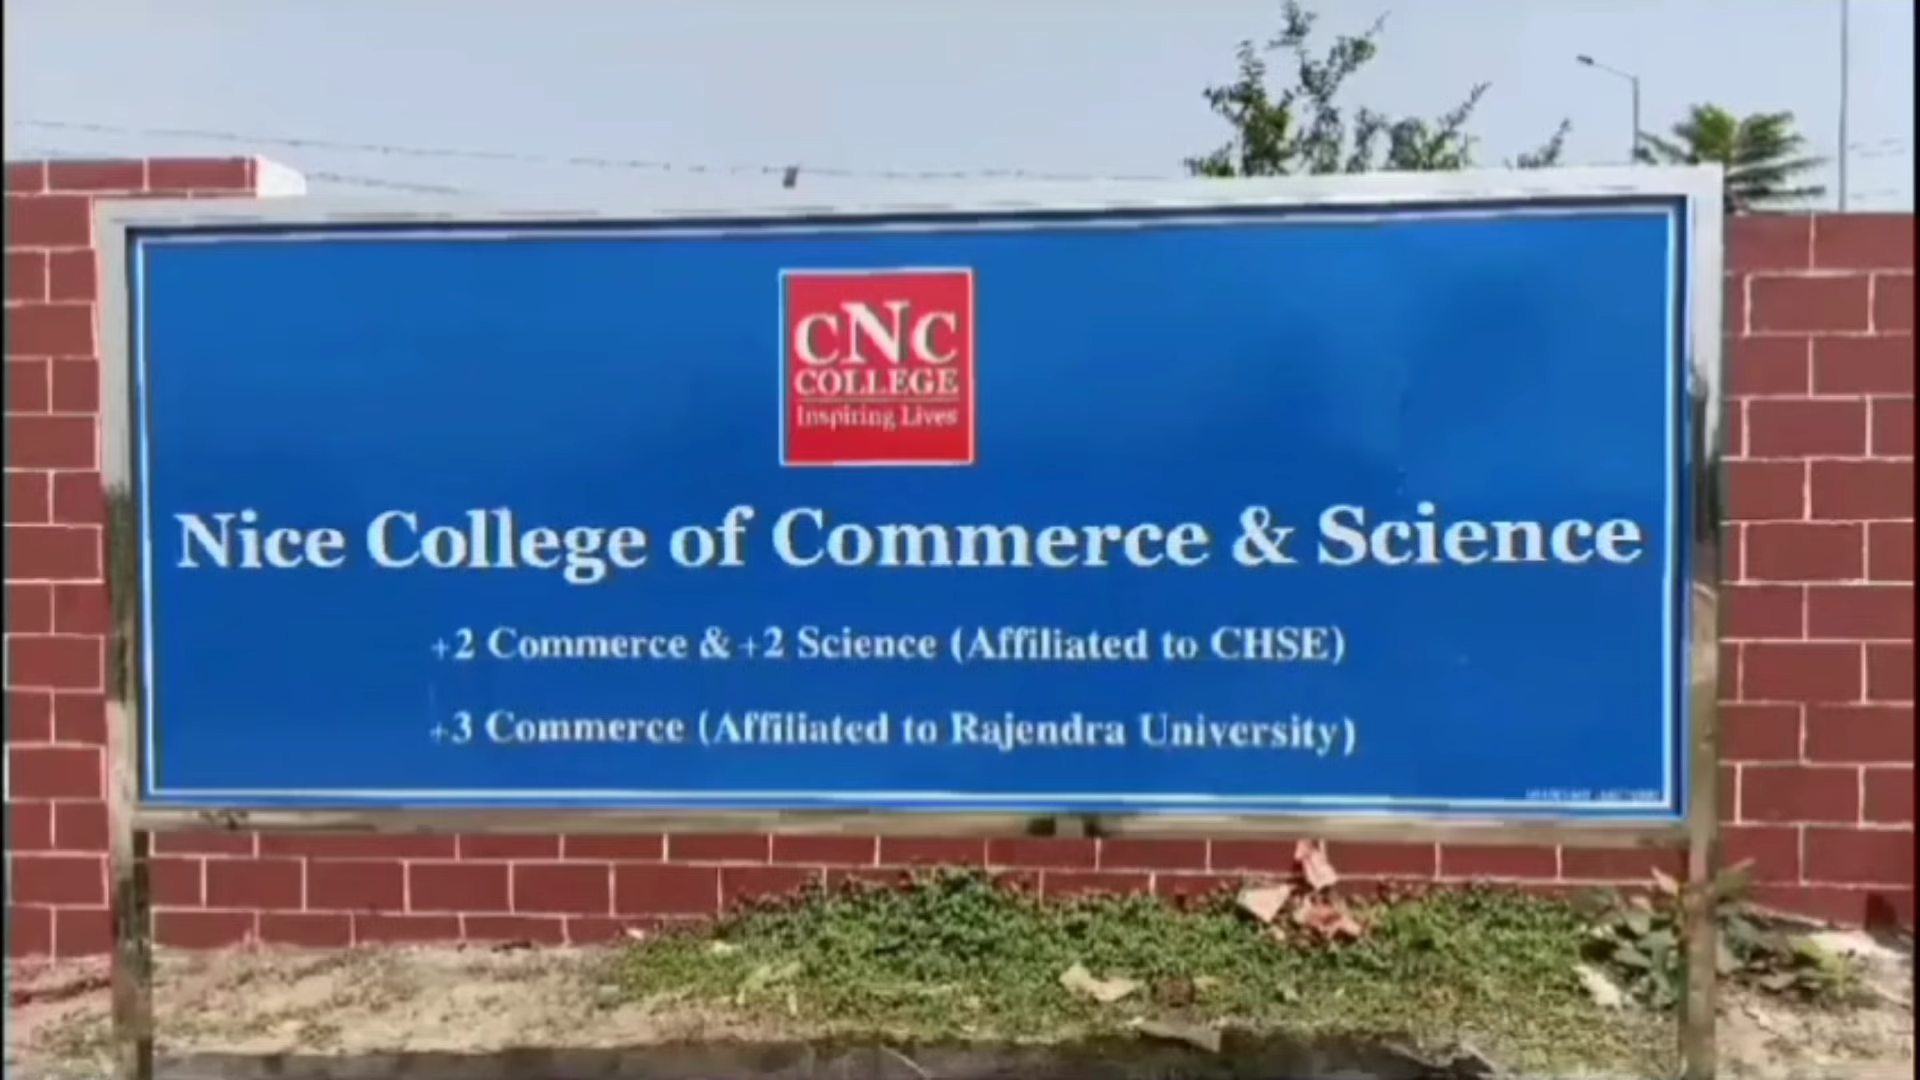 CNC
COLLEGE
Inspiring Lives
Nice College of Commerce & Science
+2 Commerce & +2 Science (Affiliated to CHSE)
+3 Commerce (Affiliated to Rajendra University)